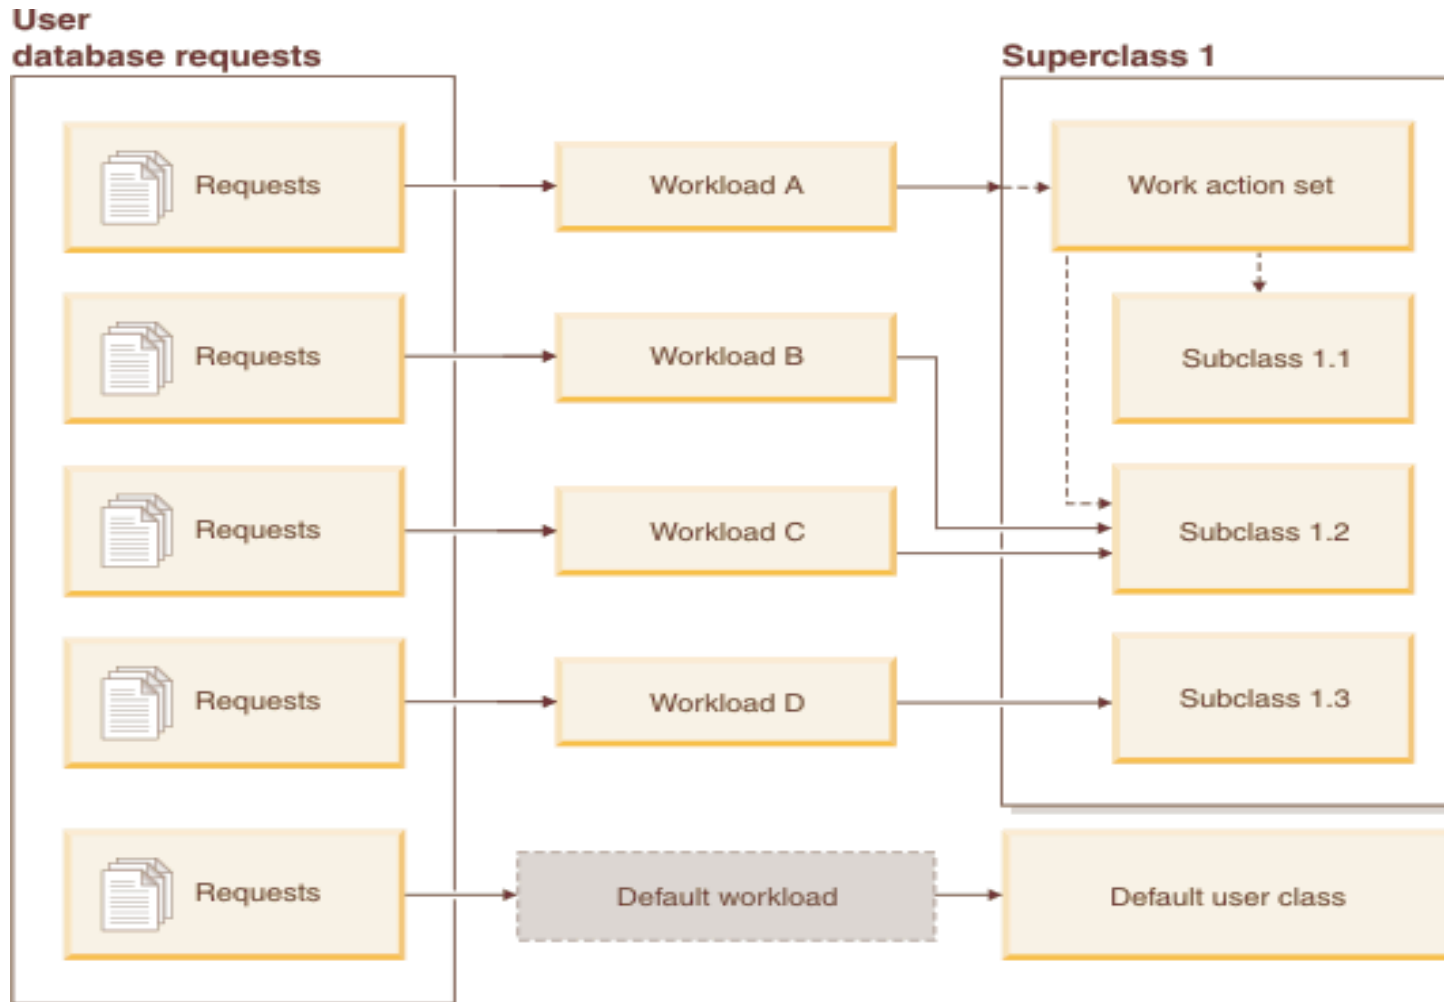 User
database requests
Superclass 1
Requests
Workload A
Work action set
Requests
Workload B
Subclass 1.1
Requests
Workload C
Subclass 1.2
Requests
Workload D
Subclass 1.3
Requests
Default workload
Default user class